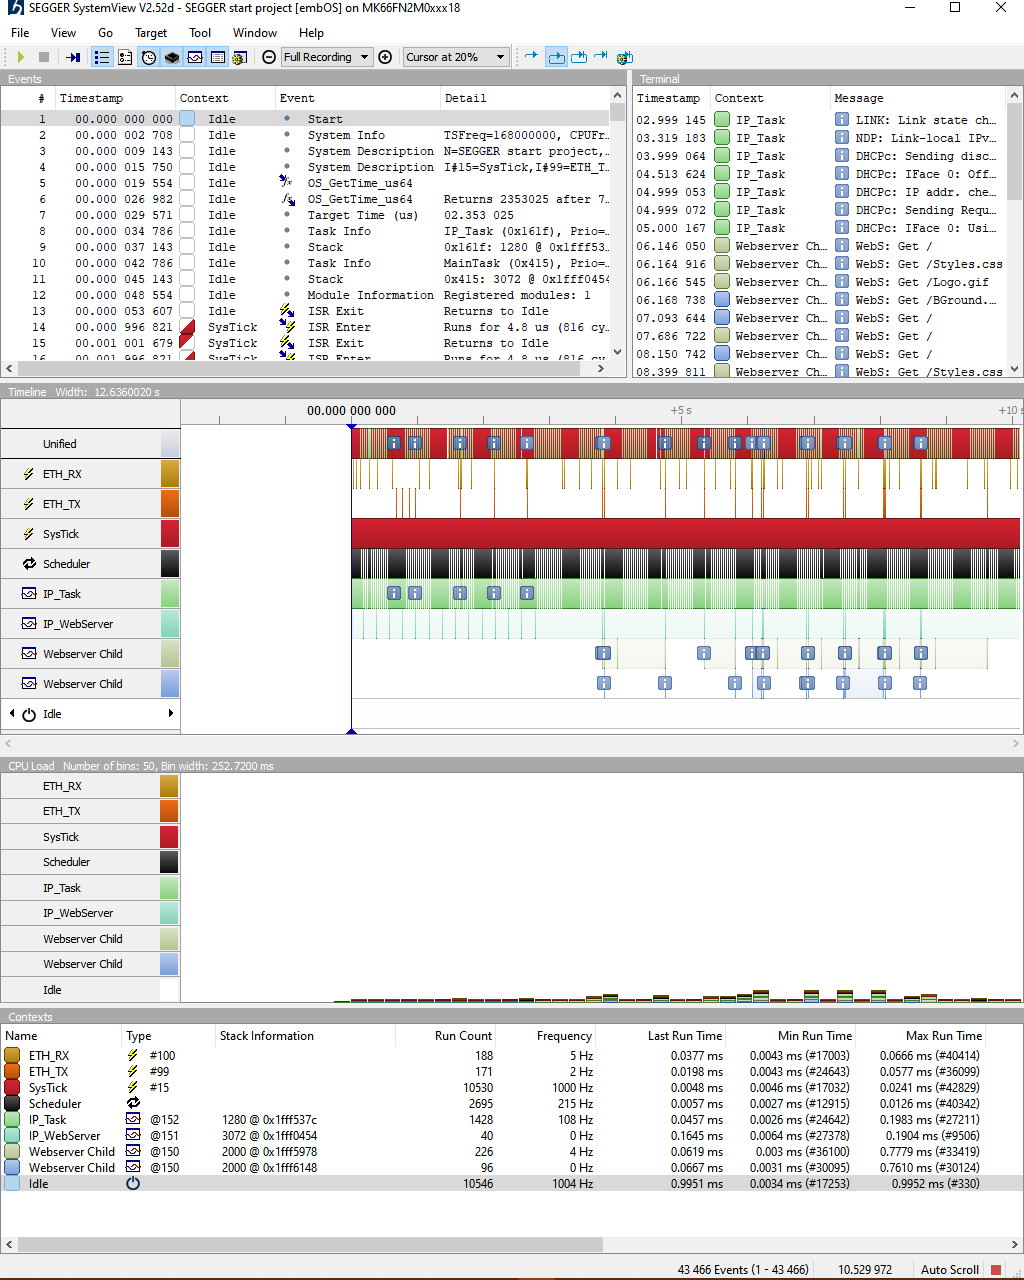 SEGGER SystemView V2.52d - SEGGER start project [embOS] on MK66FN2M0xxx18
File View Go Target Tool Window Help
Full Recording Cursor at 20%
Events
# Timestamp Context Event Detail
1 00.000 000 000 Idle Start
2 00.000 002 708 Idle System Info TSFreq=168000000, CPUFr...
3 00.000 009 143 Idle System Description N=SEGGER start project,...
4 00.000 015 750 Idle System Description I#15=SysTick,I#99=ETH_T...
5 00.000 019 554 Idle OS_GetTime_us64
6 00.000 026 982 Idle OS_GetTime_us64 Returns 2353025 after 7...
7 00.000 029 571 Idle Target Time (us) 02.353 025
8 00.000 034 786 Idle Task Info IP_Task (0x161f), Prio=...
9 00.000 037 143 Idle Stack 0x161f: 1280 @ 0x1fff53...
10 00.000 042 786 Idle Task Info MainTask (0x415), Prio=...
11 00.000 045 143 Idle Stack 0x415: 3072 @ 0x1fff0454
12 00.000 048 554 Idle Module Information Registered modules: 1
13 00.000 053 607 Idle ISR Exit Returns to Idle
14 00.000 996 821 SysTick ISR Enter Runs for 4.8 us (816 cy...
15 00.001 001 679 SysTick ISR Exit Returns to Idle
16 00.001 996 821 SysTick ISR Enter Runs for 4.8 us (816 cy...
Terminal
Timestamp Context Message
02.999 145 IP_Task LINK: Link state ch...
03.319 183 IP_Task NDP: Link-local IPv...
03.999 064 IP_Task DHCPc: Sending disc...
04.513 624 IP_Task DHCPc: IFace 0: Off...
04.999 053 IP_Task DHCPc: IP addr. che...
04.999 072 IP_Task DHCPc: Sending Requ...
05.000 167 IP_Task DHCPc: IFace 0: Usi...
06.146 050 Webserver Ch... WebS: Get /
06.164 916 Webserver Ch... WebS: Get /Styles.css
06.166 545 Webserver Ch... WebS: Get /Logo.gif
06.168 738 Webserver Ch... WebS: Get /BGround....
07.093 644 Webserver Ch... WebS: Get /
07.686 722 Webserver Ch... WebS: Get /
08.150 742 Webserver Ch... WebS: Get /
08.399 811 Webserver Ch... WebS: Get /Styles.css
Timeline Width: 12.6360020 s
00.000 000 000 +5 s +10 s
Unified
ETH_RX
ETH_TX
SysTick
Scheduler
IP_Task
IP_WebServer
Webserver Child
Webserver Child
Idle
CPU Load Number of bins: 50, Bin width: 252.7200 ms
ETH_RX
ETH_TX
SysTick
Scheduler
IP_Task
IP_WebServer
Webserver Child
Webserver Child
Idle
Contexts
Name Type Stack Information Run Count Frequency Last Run Time Min Run Time Max Run Time
ETH_RX #100 188 5 Hz 0.0377 ms 0.0043 ms (#17003) 0.0666 ms (#40414)
ETH_TX #99 171 2 Hz 0.0198 ms 0.0043 ms (#24643) 0.0577 ms (#36099)
SysTick #15 10530 1000 Hz 0.0048 ms 0.0046 ms (#17032) 0.0241 ms (#42829)
Scheduler 2695 215 Hz 0.0057 ms 0.0027 ms (#12915) 0.0126 ms (#40342)
IP_Task @152 1280 @ 0x1fff537c 1428 108 Hz 0.0457 ms 0.0026 ms (#24642) 0.1983 ms (#27211)
IP_WebServer @151 3072 @ 0x1fff0454 40 0 Hz 0.1645 ms 0.0064 ms (#27378) 0.1904 ms (#9506)
Webserver Child @150 2000 @ 0x1fff5978 226 4 Hz 0.0619 ms 0.003 ms (#36100) 0.7779 ms (#33419)
Webserver Child @150 2000 @ 0x1fff6148 96 0 Hz 0.0667 ms 0.0031 ms (#30095) 0.7610 ms (#30124)
Idle 10546 1004 Hz 0.9951 ms 0.0034 ms (#17253) 0.9952 ms (#330)
43 466 Events (1 - 43 466) 10.529 972 Auto Scroll